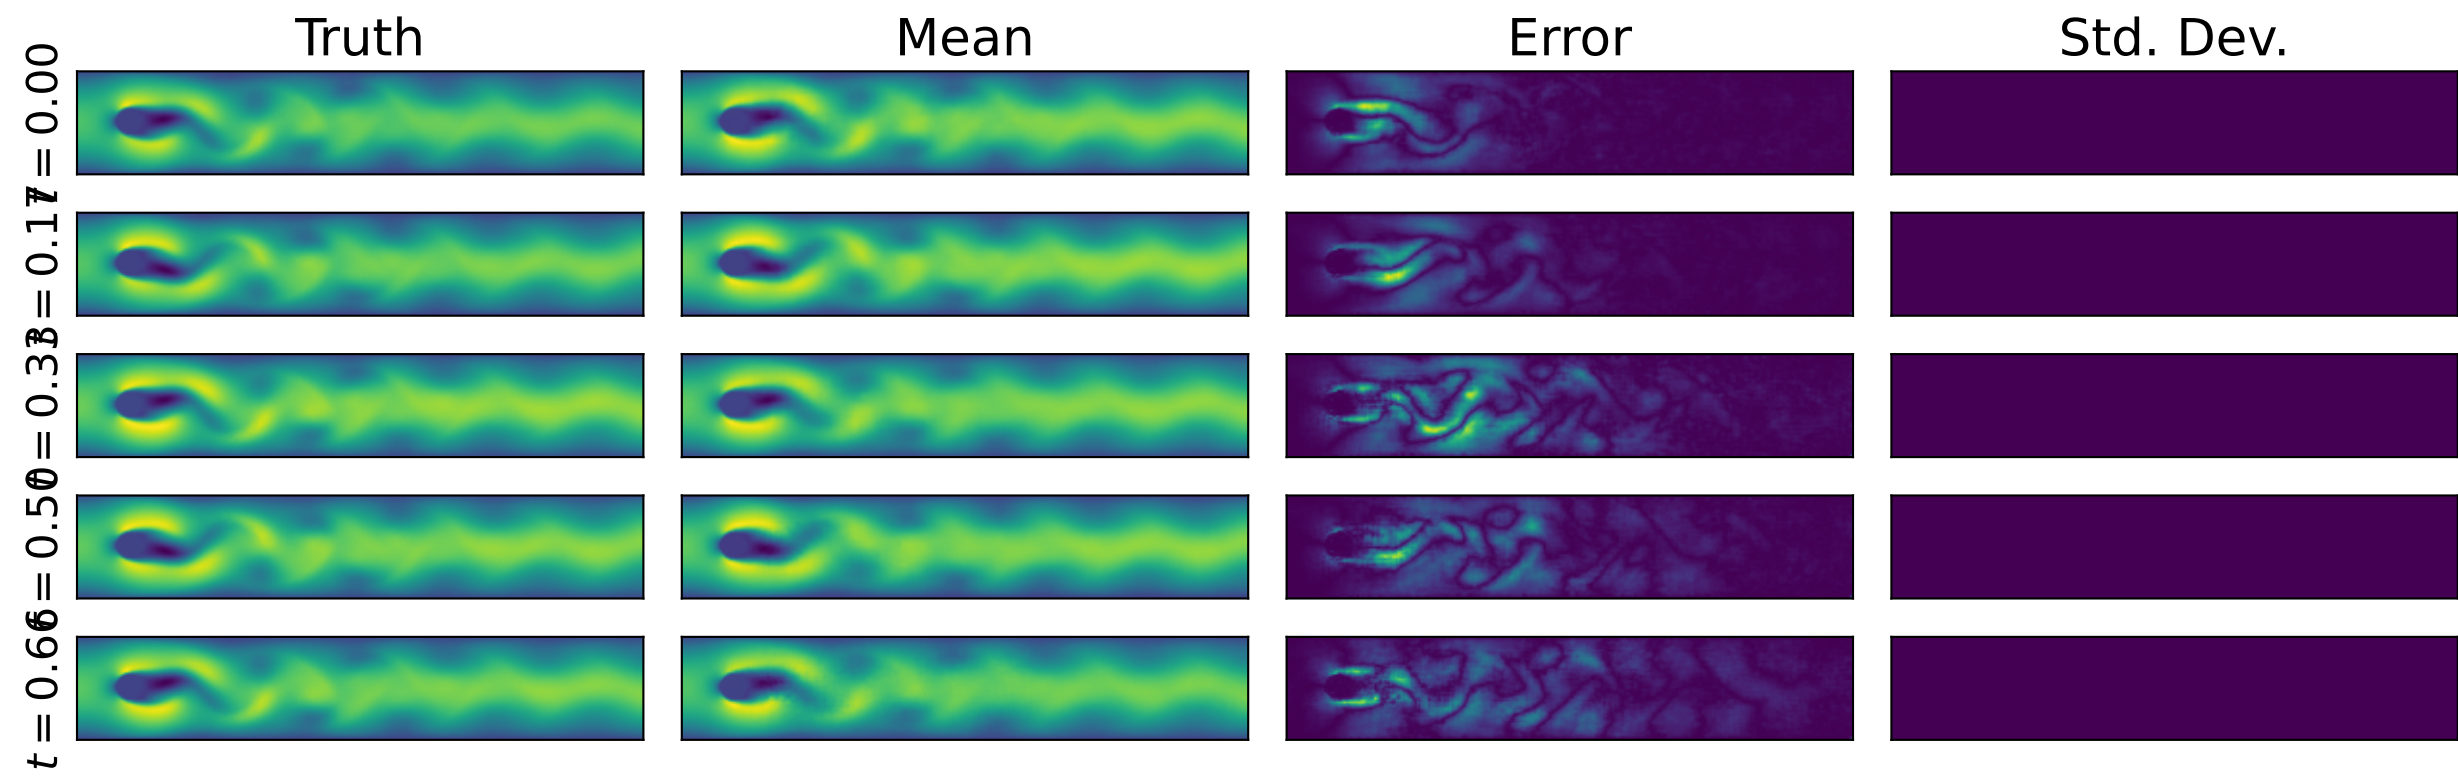 Truth Mean Error Std. Dev.
t = 0.00
t = 0.17
t = 0.33
t = 0.50
t = 0.66